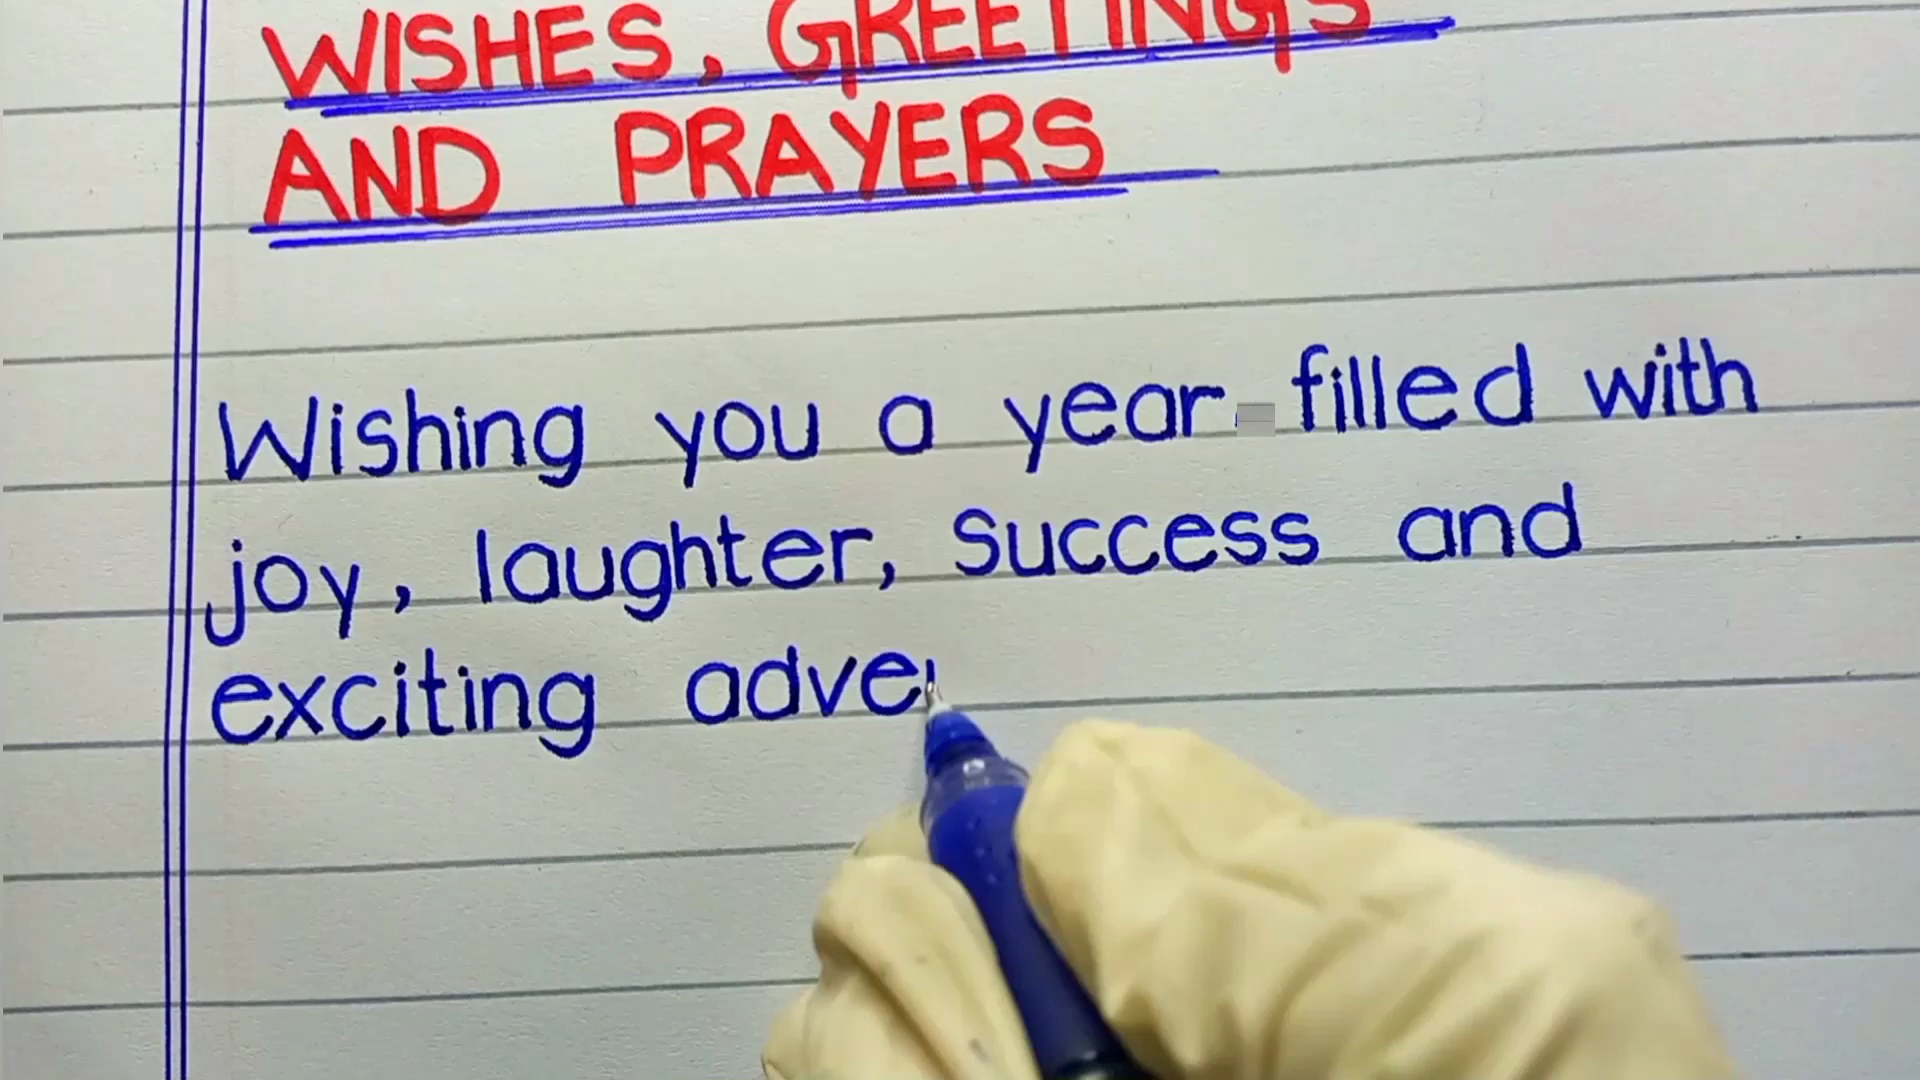 WISHES, GREETINGS
AND PRAYERS
Wishing you a year filled with
joy, laughter, Success and
exciting adve